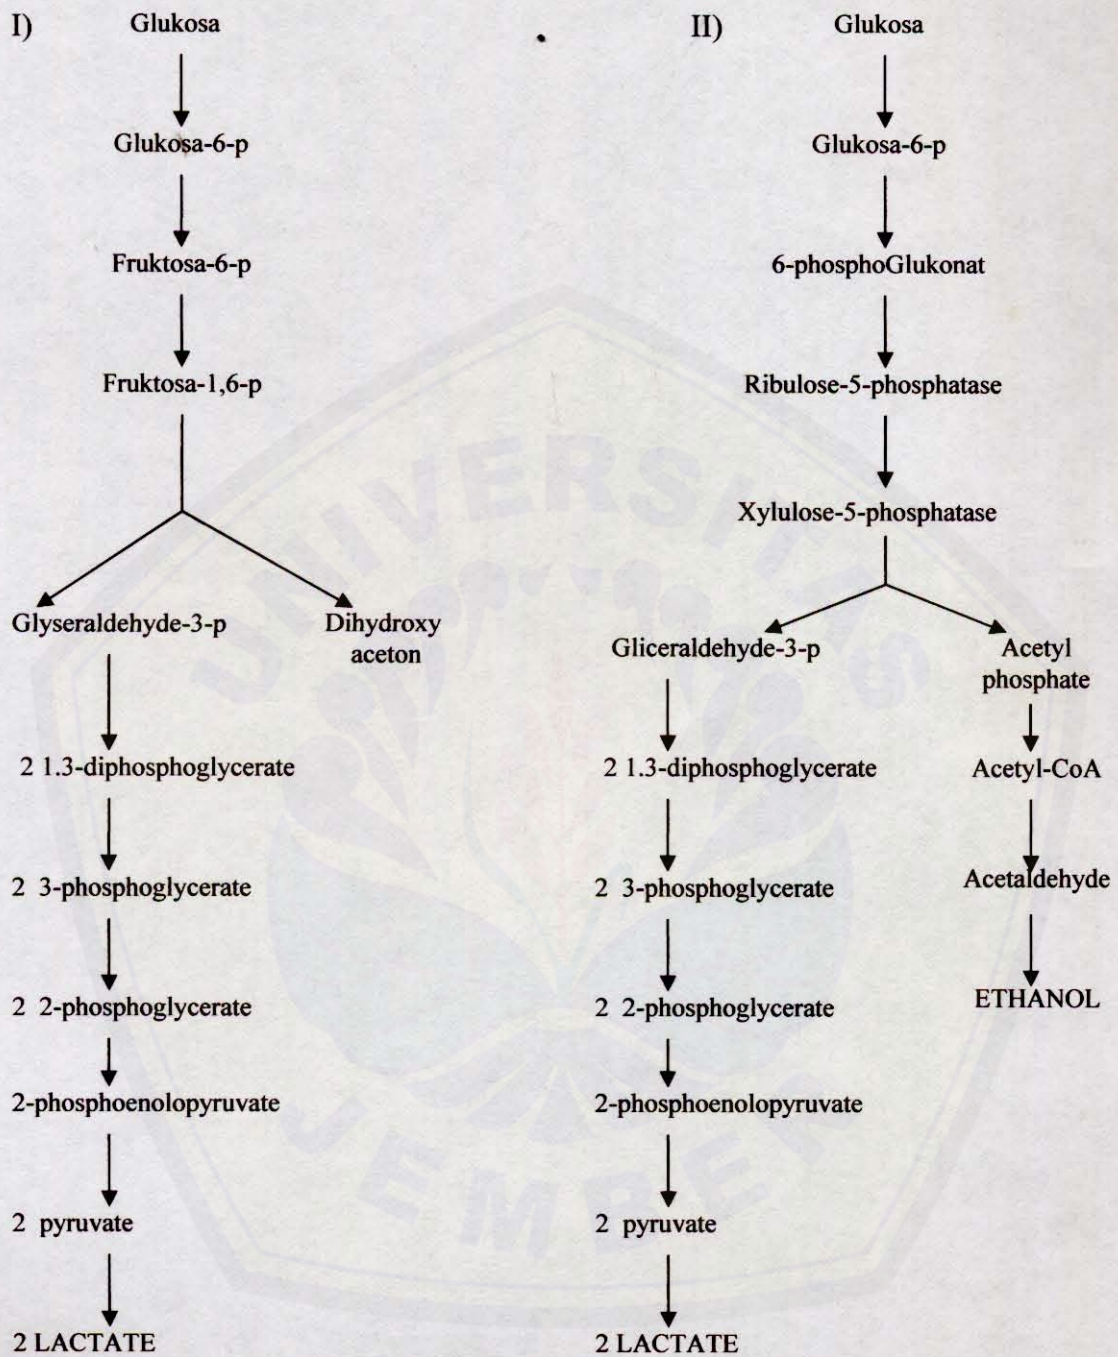 I)
Glukosa
Glukosa-6-p
Fruktosa-6-p
Fruktosa-1,6-p
Glyseraldehyde-3-p
Dihydroxy
aceton
2 1.3-diphosphoglycerate
2 3-phosphoglycerate
2 2-phosphoglycerate
2-phosphoenolopyruvate
2 pyruvate
2 LACTATE
II)
Glukosa
Glukosa-6-p
6-phosphoGlukonat
Ribulose-5-phosphatase
Xylulose-5-phosphatase
Gliceraldehyde-3-p
2 1.3-diphosphoglycerate
2 3-phosphoglycerate
2 2-phosphoglycerate
2-phosphoenolopyruvate
2 pyruvate
2 LACTATE
Acetyl
phosphate
Acetyl-CoA
Acetaldehyde
ETHANOL
UNIVERSITAS
JEMBER